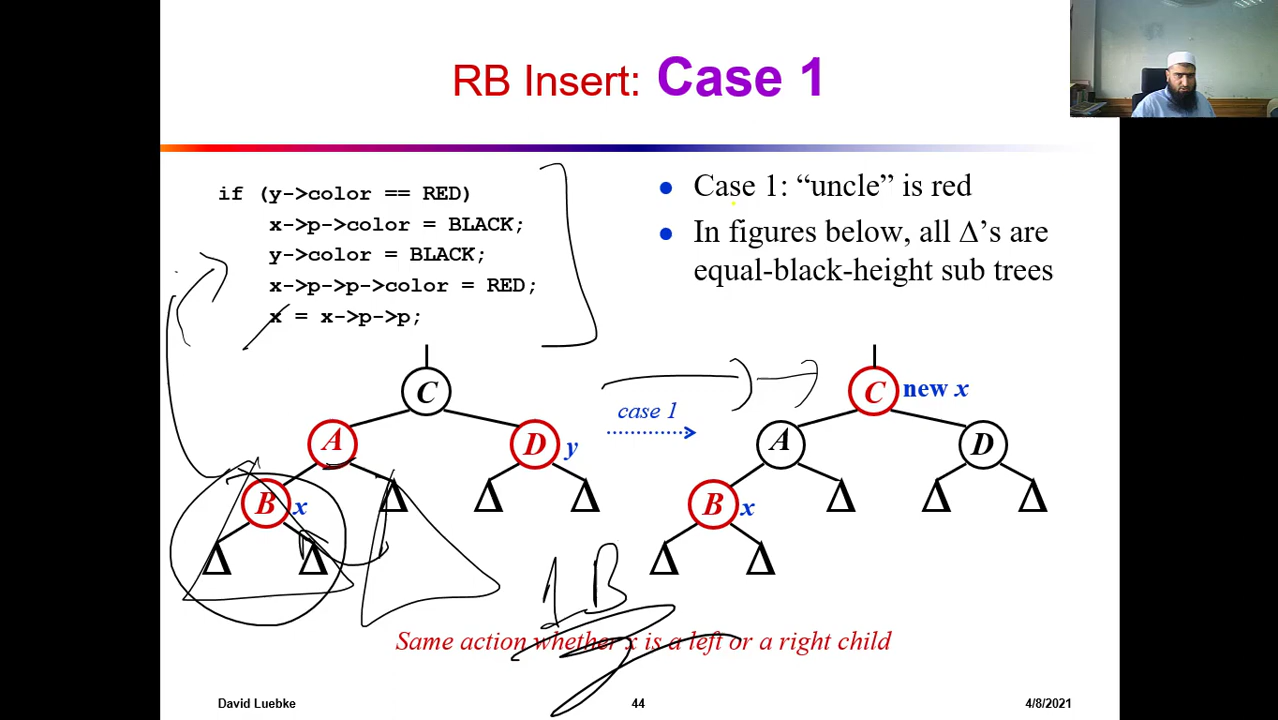 RB Insert: Case 1
if (y->color == RED)
x->p->color = BLACK;
y->color = BLACK;
x->p->p->color = RED;
x = x->p->p;
● Case 1: “uncle” is red
● In figures below, all Δ’s are
equal-black-height sub trees
C
A
D y
B x
Δ Δ Δ
Δ Δ
case 1
C new x
A
D
B x
Δ Δ Δ
Δ Δ
1B
Same action whether x is a left or a right child
David Luebke
44
4/8/2021